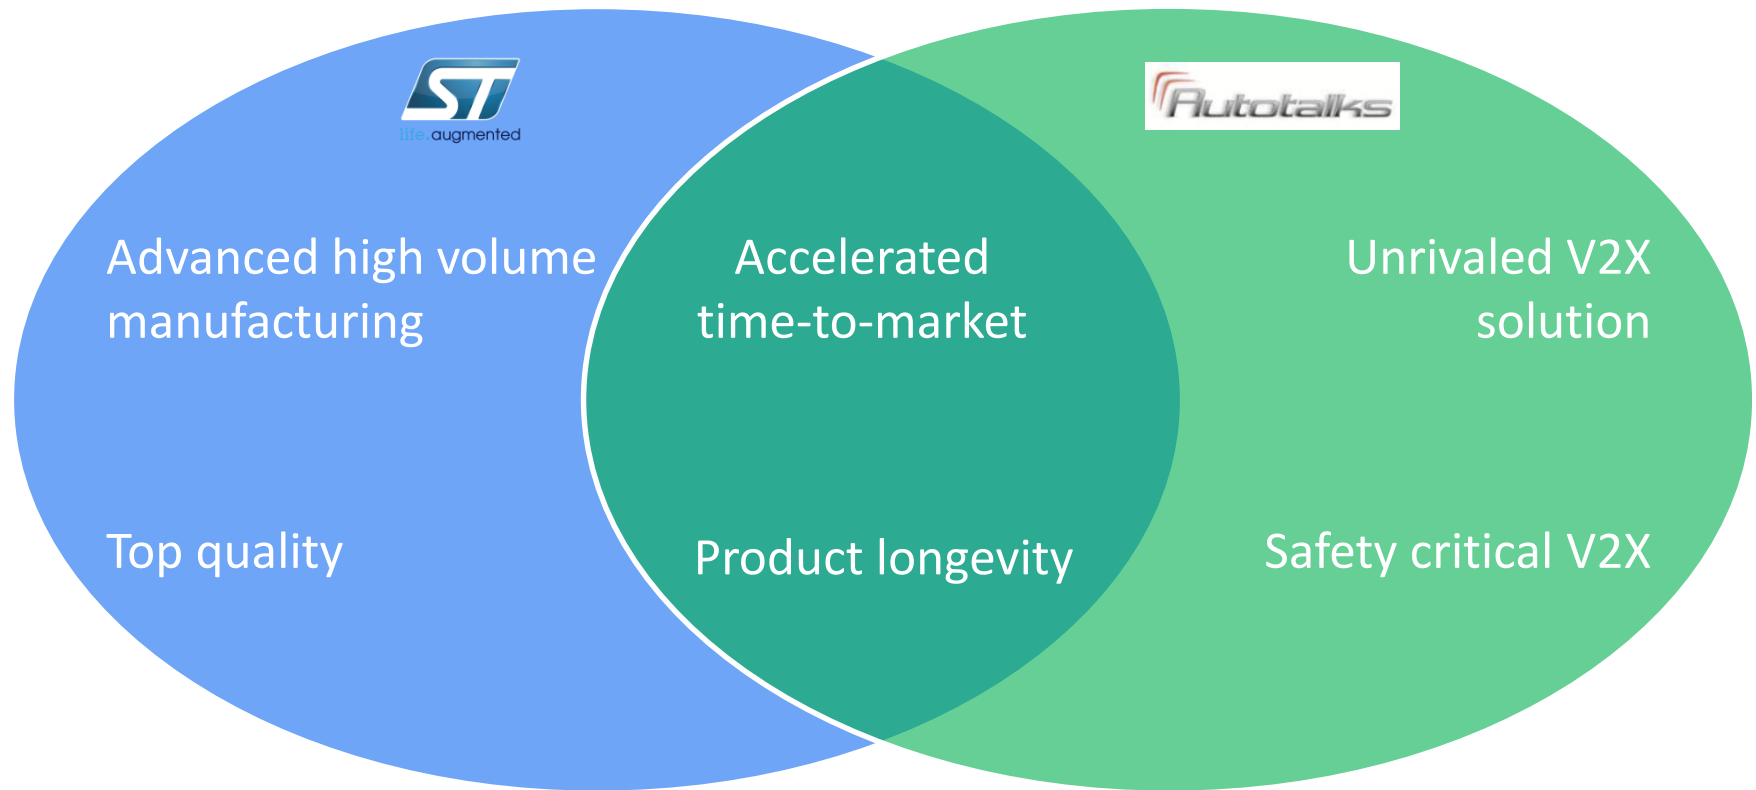 ST
life.augmented
Autotalks
Advanced high volume
manufacturing
Accelerated
time-to-market
Unrivaled V2X
solution
Top quality
Product longevity
Safety critical V2X